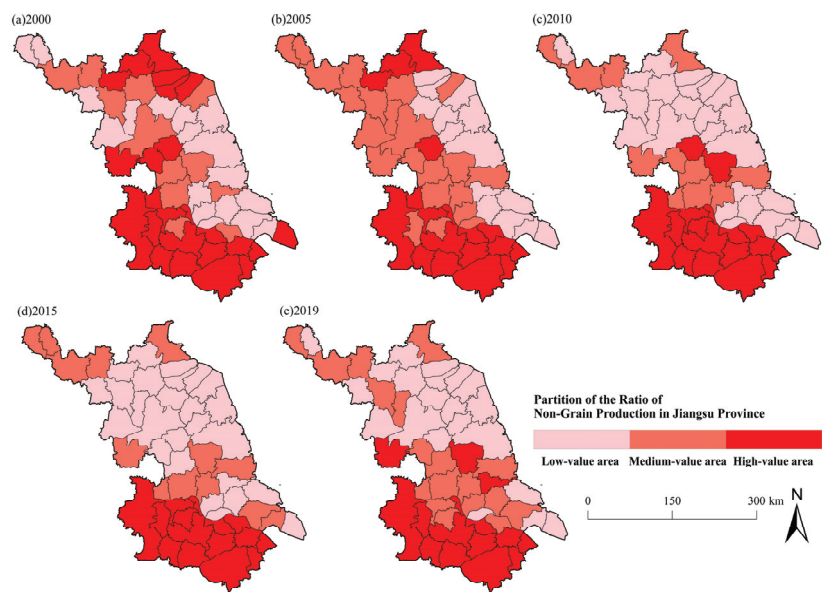 (a)2000
(b)2005
(c)2010
(d)2015
(c)2019
Partition of the Ratio of
Non-Grain Production in Jiangsu Province
Low-value area
Medium-value area
High-value area
0
150
300 km
N